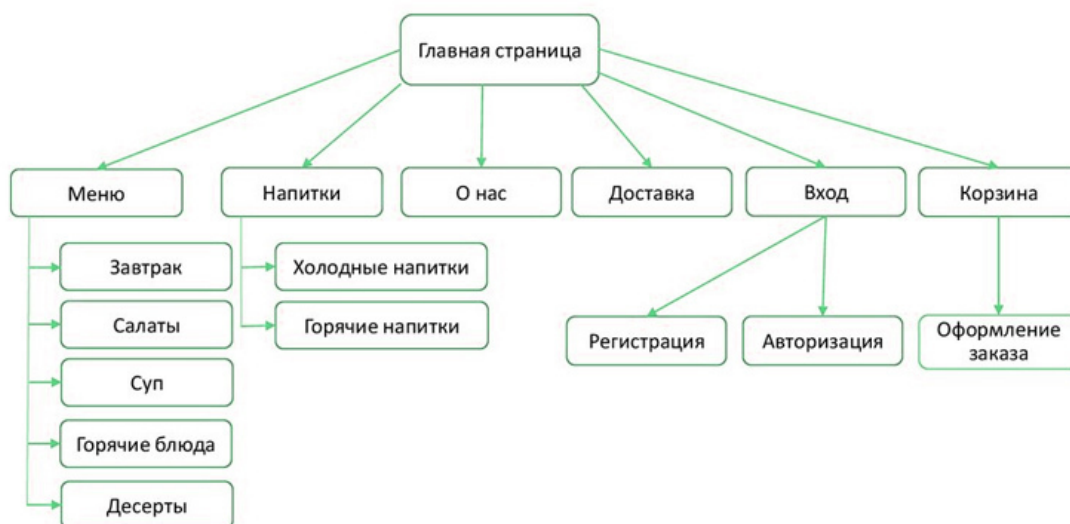 Главная страница
Меню
Напитки
О нас
Доставка
Вход
Корзина
Завтрак
Холодные напитки
Салаты
Горячие напитки
Регистрация
Авторизация
Оформление
заказа
Суп
Горячие блюда
Десерты